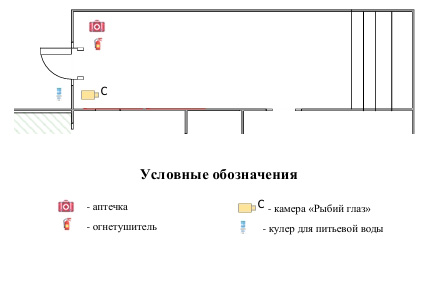 С
Условные обозначения
- аптечка
С - камера «Рыбий глаз»
- огнетушитель
- кулер для питьевой воды